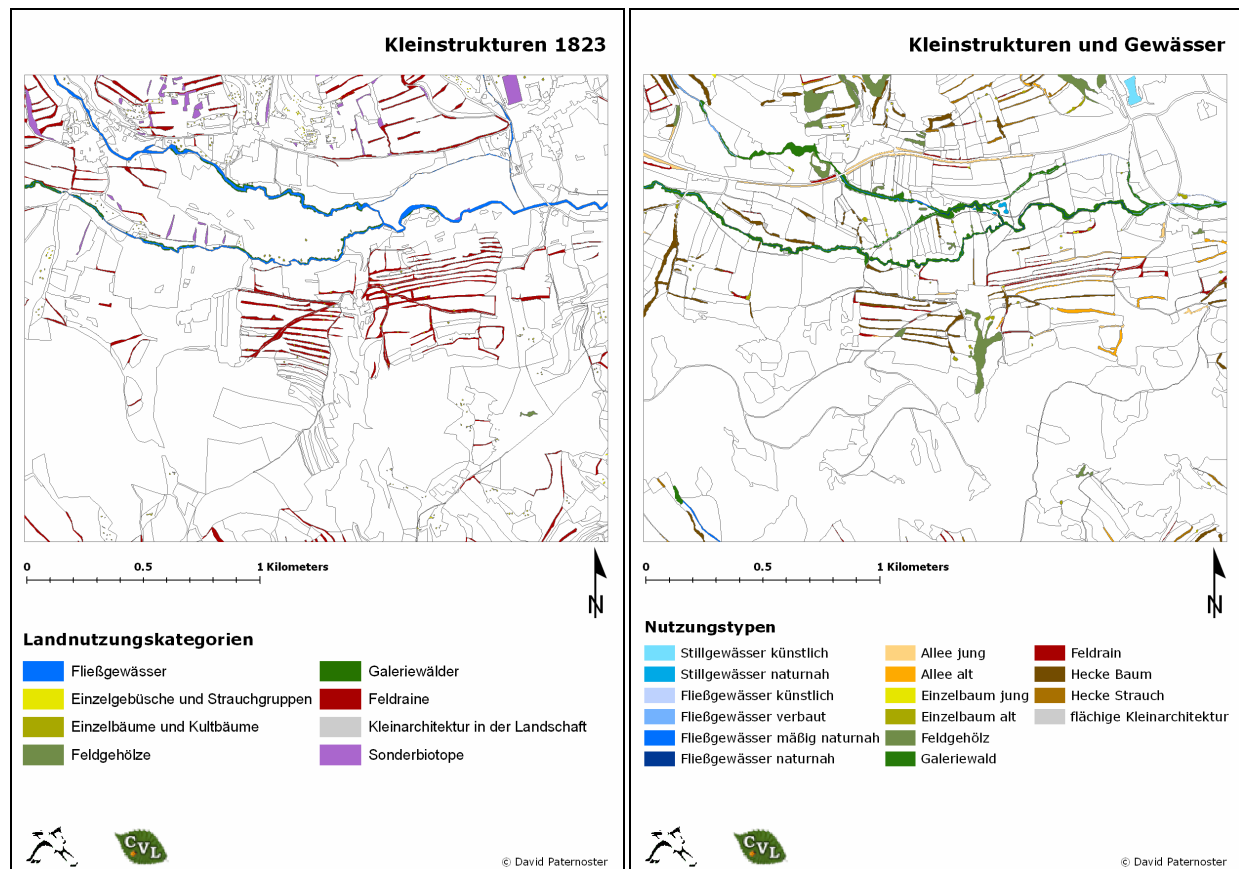 Kleinstrukturen 1823
0 0.5 1 Kilometers
N
Landnutzungskategorien
Fließgewässer
Einzelgebüsche und Strauchgruppen
Einzelbäume und Kultbäume
Feldgehölze
Galeriewälder
Feldraine
Kleinarchitektur in der Landschaft
Sonderbiotope
CVL
© David Paternoster
Kleinstrukturen und Gewässer
0 0.5 1 Kilometers
N
Nutzungstypen
Stillgewässer künstlich
Stillgewässer naturnah
Fließgewässer künstlich
Fließgewässer verbaut
Fließgewässer mäßig naturnah
Fließgewässer naturnah
Allee jung
Allee alt
Einzelbaum jung
Einzelbaum alt
Feldgehölz
Galeriewald
Feldrain
Hecke Baum
Hecke Strauch
flächige Kleinarchitektur
CVL
© David Paternoster